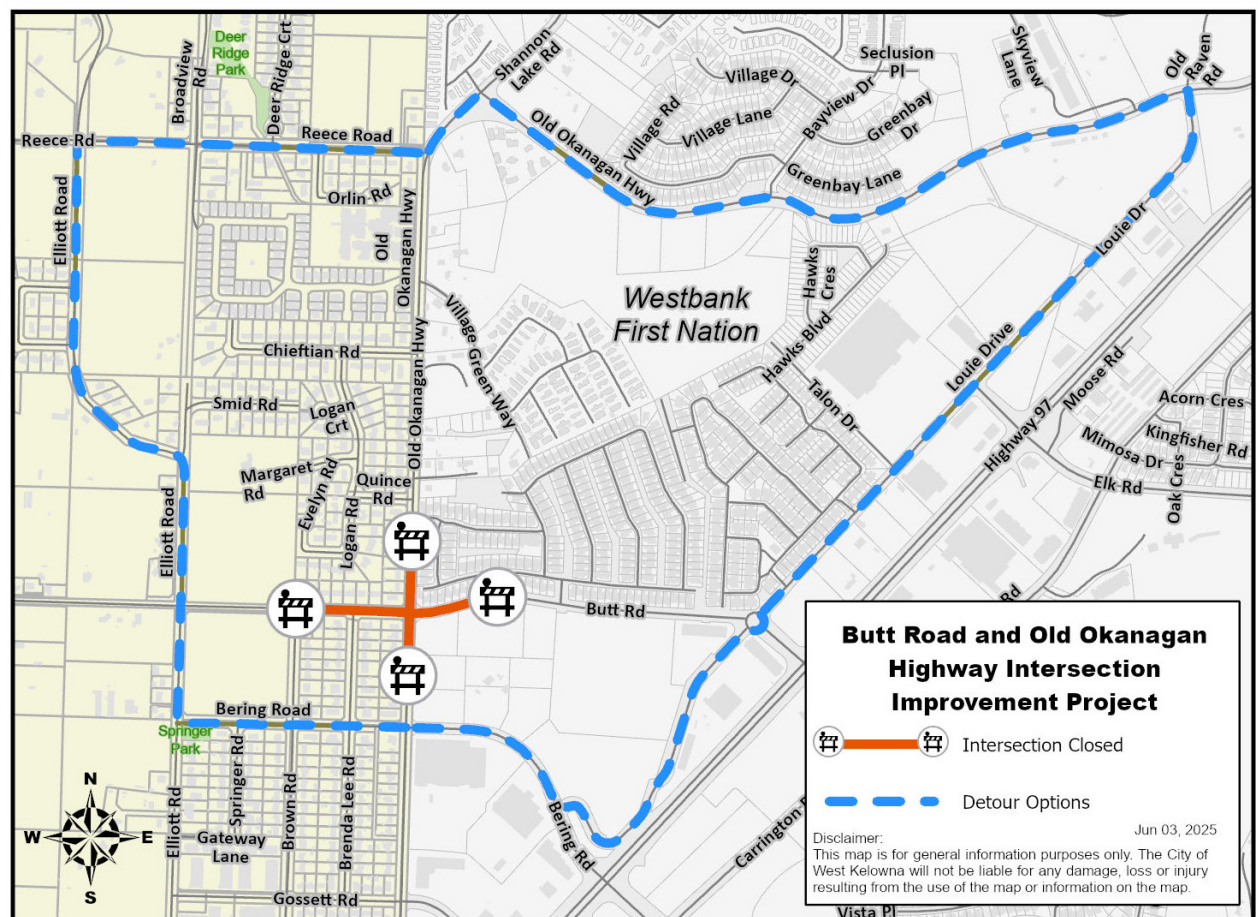 Deer
Ridge
Park
Broadview
Rd
Deer Ridge Crt
Shannon
Lake Rd
Seclusion
Pl
Skyview
Lane
Old
Raven
Rd
Village Dr
Bayview Dr
Greenbay
Dr
Village Rd
Village Lane
Reece Rd
Reece Road
Old Okanagan Hwy
Greenbay Lane
Orlin Rd
Elliott Road
Old
Okanagan Hwy
Louie Dr
Hawks
Cres
Westbank
First Nation
Village Green Way
Hawks Blvd
Chieftian Rd
Old Okanagan Hwy
Louie Drive
Moose Rd
Talon Dr
Smid Rd
Logan
Crt
Acorn Cres
Highway 97
Kingfisher Rd
Mimosa Dr
Margaret
Rd
Evelyn Rd
Quince
Rd
Elk Rd
Oak Cres
Logan Rd
Elliott Road
Butt Rd
Rd
Bering Road
Springer
Park
Springer Rd
Brown Rd
Brenda Lee Rd
Elliott Rd
Gateway
Lane
Bering Rd
Gossett Rd
Carrington
Vista Pl
N
W
E
S
Butt Road and Old Okanagan
Highway Intersection
Improvement Project
Intersection Closed
Detour Options
Jun 03, 2025
Disclaimer:
This map is for general information purposes only. The City of
West Kelowna will not be liable for any damage, loss or injury
resulting from the use of the map or information on the map.